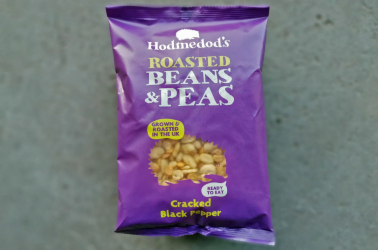 Hodmedod's
ROASTED
BEANS
&PEAS
GROWN &
ROASTED
IN THE UK
READY
TO EAT
Cracked
Black Pepper